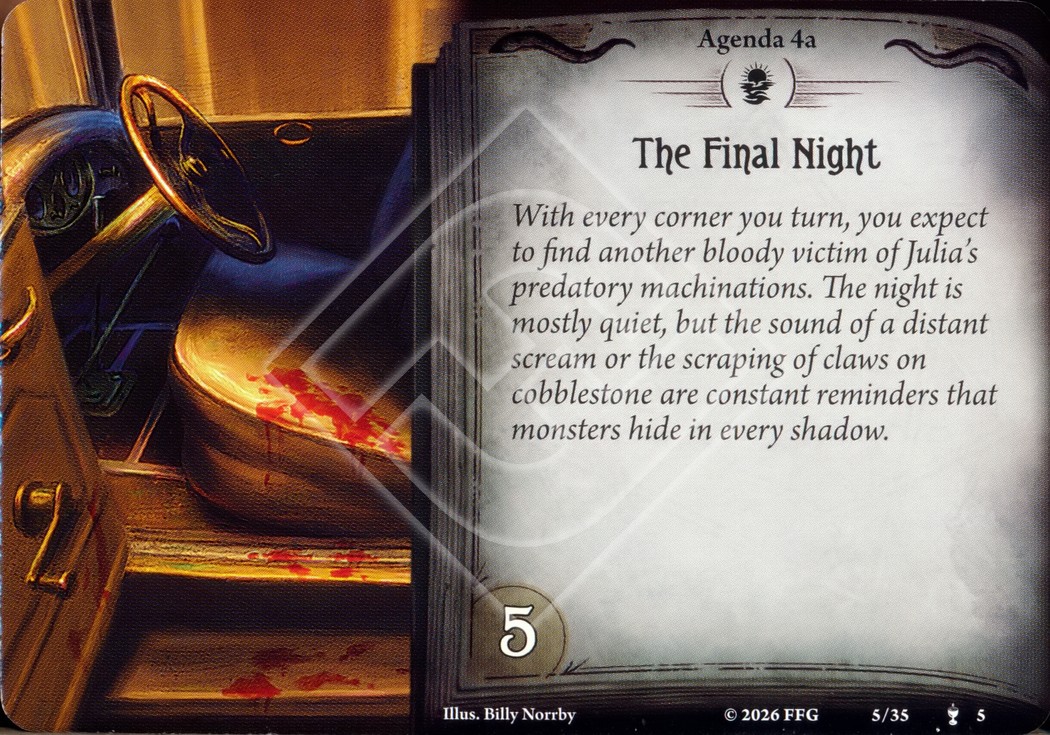 Agenda 4a
The Final Night
With every corner you turn, you expect
to find another bloody victim of Julia's
predatory machinations. The night is
mostly quiet, but the sound of a distant
scream or the scraping of claws on
cobblestone are constant reminders that
monsters hide in every shadow.
5
Illus. Billy Norrby © 2026 FFG 5/35 5